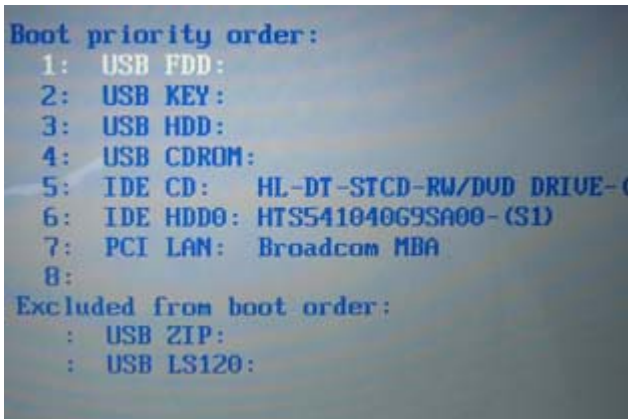 Boot priority order:
1: USB FDD:
2: USB KEY:
3: USB HDD:
4: USB CDROM:
5: IDE CD: HL-DT-STCD-RW/DVD DRIVE-(
6: IDE HDD0: HTS541040G9SA00-(S1)
7: PCI LAN: Broadcom MBA
8:
Excluded from boot order:
: USB ZIP:
: USB LS120: